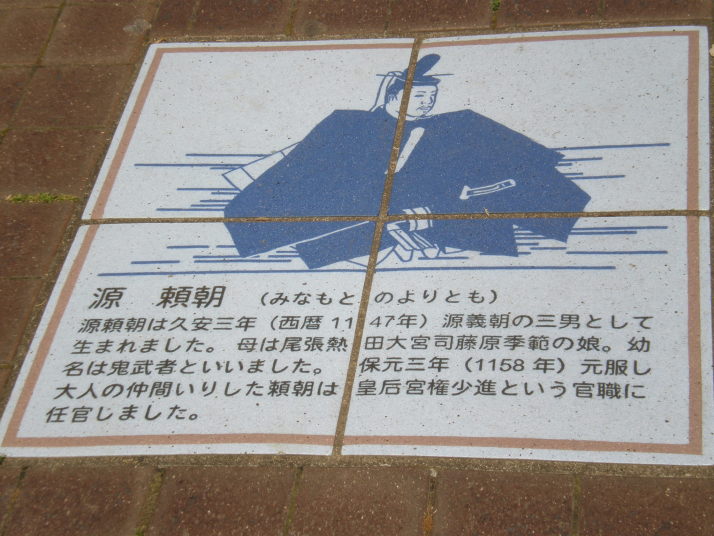 源 頼朝 （みなもと のよりとも）
源頼朝は久安三年（西暦1147年）源義朝の三男として
生まれました。母は尾張熱田大宮司藤原季範の娘。幼
名は鬼武者といいました。保元三年（1158年）元服し
大人の仲間いりした頼朝は皇后宮権少進という官職に
任官しました。